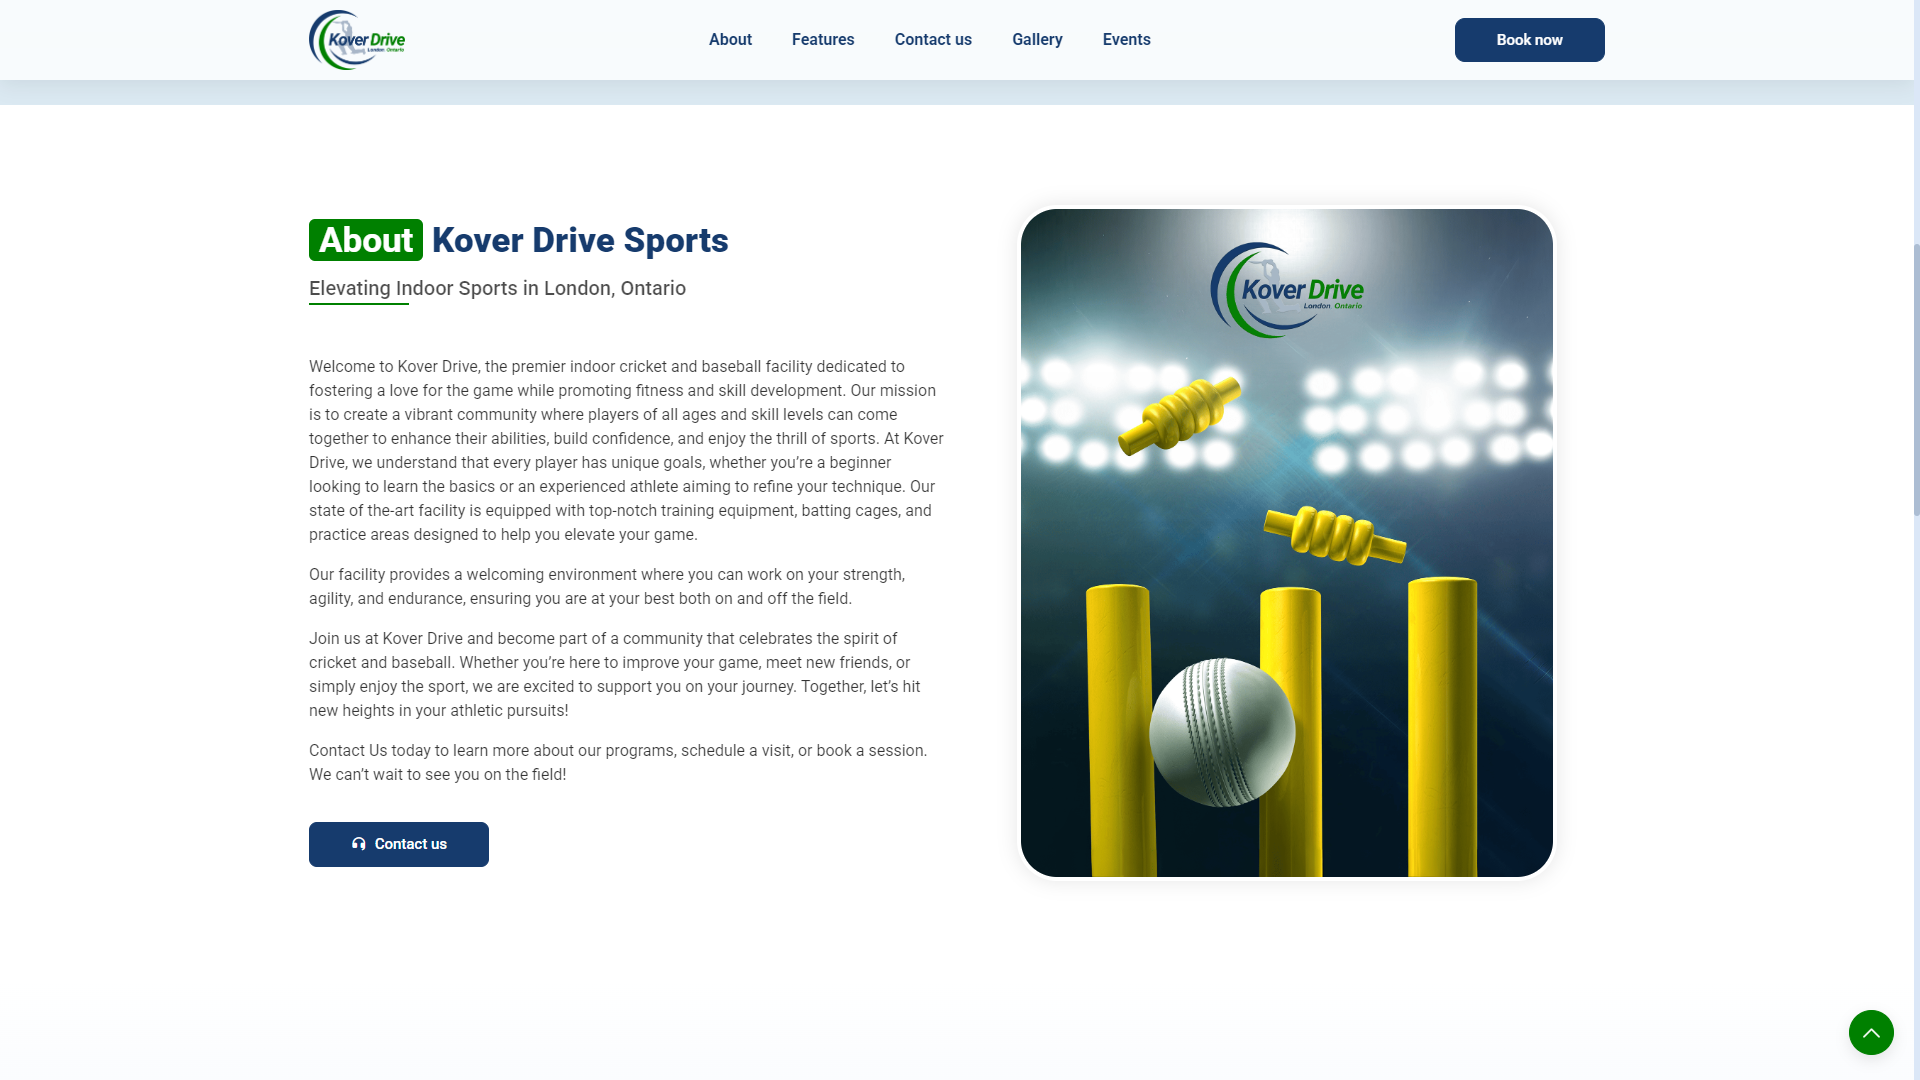 Kover Drive
London Ontario
About
Features
Contact us
Gallery
Events
Book now
About Kover Drive Sports
Elevating Indoor Sports in London, Ontario
Welcome to Kover Drive, the premier indoor cricket and baseball facility dedicated to
fostering a love for the game while promoting fitness and skill development. Our mission
is to create a vibrant community where players of all ages and skill levels can come
together to enhance their abilities, build confidence, and enjoy the thrill of sports. At Kover
Drive, we understand that every player has unique goals, whether you’re a beginner
looking to learn the basics or an experienced athlete aiming to refine your technique. Our
state of the-art facility is equipped with top-notch training equipment, batting cages, and
practice areas designed to help you elevate your game.
Our facility provides a welcoming environment where you can work on your strength,
agility, and endurance, ensuring you are at your best both on and off the field.
Join us at Kover Drive and become part of a community that celebrates the spirit of
cricket and baseball. Whether you’re here to improve your game, meet new friends, or
simply enjoy the sport, we are excited to support you on your journey. Together, let’s hit
new heights in your athletic pursuits!
Contact Us today to learn more about our programs, schedule a visit, or book a session.
We can’t wait to see you on the field!
Contact us
Kover Drive
London Ontario